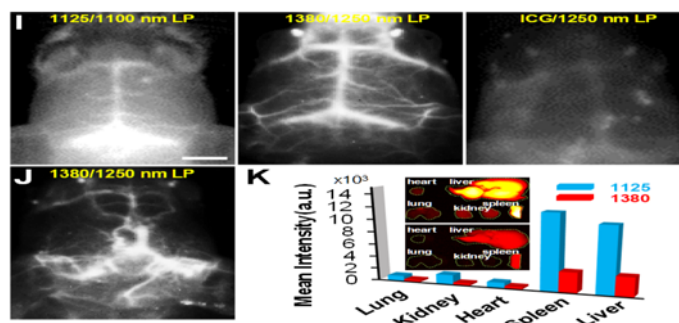 I
1125/1100 nm LP
1380/1250 nm LP
ICG/1250 nm LP
J
1380/1250 nm LP
K
×10³
14
12
10
8
6
4
2
0
Mean Intensity(a.u.)
heart liver
lung kidney spleen
heart liver
lung kidney spleen
1125
1380
Lung
Kidney
Heart
Spleen
Liver